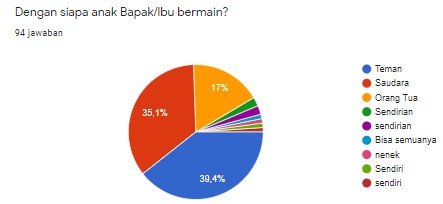 Dengan siapa anak Bapak/Ibu bermain?
94 jawaban
17%
35,1%
39,4%
Teman
Saudara
Orang Tua
Sendirian
sendirian
Bisa semuanya
nenek
Sendiri
sendiri